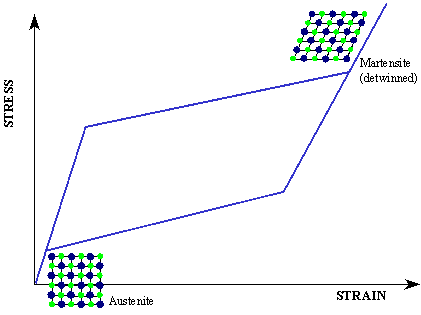 Martensite
(detwinned)
STRESS
STRAIN
Austenite